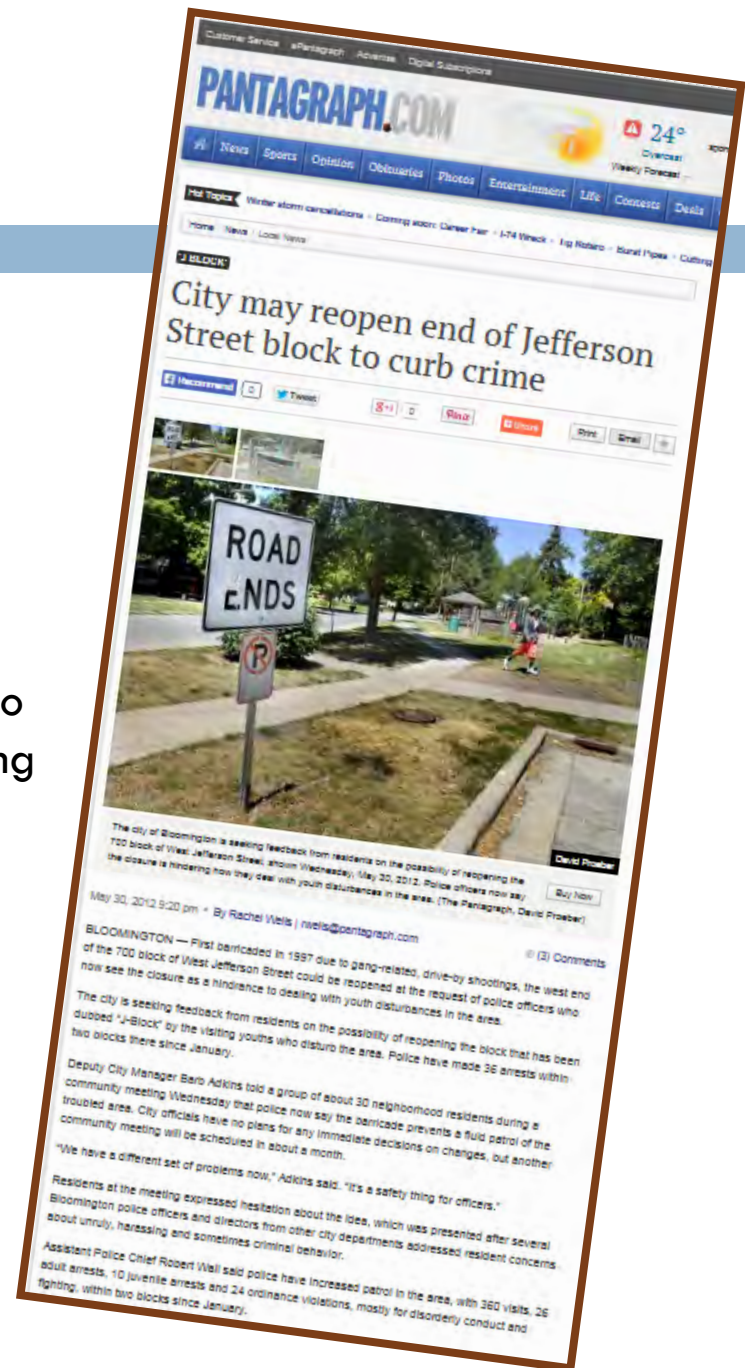 Customer Service ePantagraph Advertise Digital Subscriptions
PANTAGRAPH.COM
24°
Overcast
Weekly Forecast
News Sports Opinion Obituaries Photos Entertainment Life Contests Deals
Hot Topics Winter storm cancellations Coming soon: Career Fair I-74 Wreck Burst Pipes Cutting
Home News Local News
'J BLOCK'
City may reopen end of Jefferson
Street block to curb crime
Recommend 0 Tweet 0 Pin it Share Print Email
ROAD
ENDS
P
o
ng
David Proeber
The city of Bloomington is seeking feedback from residents on the possibility of reopening the
700 block of West Jefferson Street, shown Wednesday, May 30, 2012. Police officers now say
the closure is hindering how they deal with youth disturbances in the area. (The Pantagraph, David Proeber)
Buy Now
May 30, 2012 9:20 pm • By Rachel Wells | rwells@pantagraph.com
(3) Comments
BLOOMINGTON — First barricaded in 1997 due to gang-related, drive-by shootings, the west end
of the 700 block of West Jefferson Street could be reopened at the request of police officers who
now see the closure as a hindrance to dealing with youth disturbances in the area.
The city is seeking feedback from residents on the possibility of reopening the block that has been
dubbed "J-Block" by the visiting youths who disturb the area. Police have made 36 arrests within
two blocks there since January.
Deputy City Manager Barb Adkins told a group of about 30 neighborhood residents during a
community meeting Wednesday that police now say the barricade prevents a fluid patrol of the
troubled area. City officials have no plans for any immediate decisions on changes, but another
community meeting will be scheduled in about a month.
"We have a different set of problems now," Adkins said. "It's a safety thing for officers."
Residents at the meeting expressed hesitation about the idea, which was presented after several
Bloomington police officers and directors from other city departments addressed resident concerns
about unruly, harassing and sometimes criminal behavior.
Assistant Police Chief Robert Wall said police have increased patrol in the area, with 360 visits, 26
adult arrests, 10 juvenile arrests and 24 ordinance violations, mostly for disorderly conduct and
fighting, within two blocks since January.